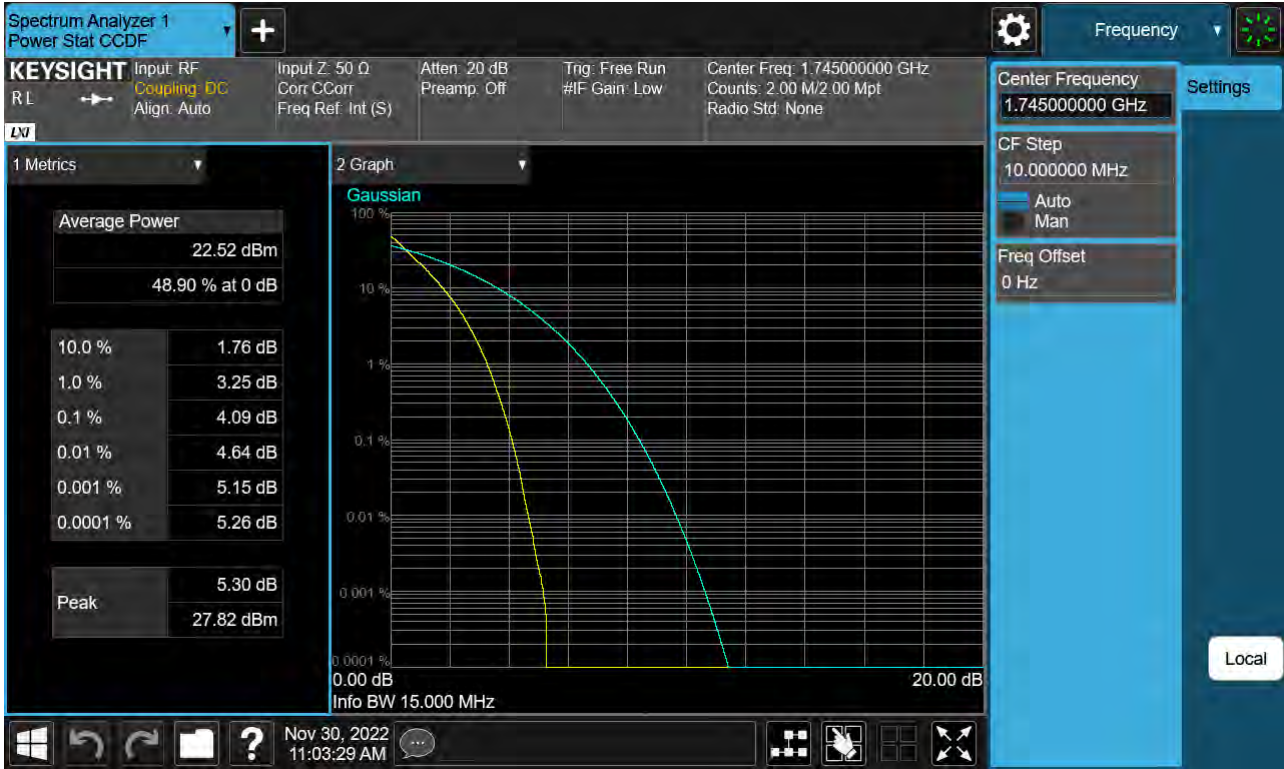 Spectrum Analyzer 1
Power Stat CCDF
+
Frequency
KEYSIGHT
RL
LXI
Input: RF
Coupling: DC
Align: Auto
Input Z: 50 Ω
Corr CCorr
Freq Ref: Int (S)
Atten: 20 dB
Preamp: Off
Trig: Free Run
#IF Gain: Low
Center Freq: 1.745000000 GHz
Counts: 2.00 M/2.00 Mpt
Radio Std: None
1 Metrics
Average Power
22.52 dBm
48.90 % at 0 dB
10.0 % 1.76 dB
1.0 % 3.25 dB
0.1 % 4.09 dB
0.01 % 4.64 dB
0.001 % 5.15 dB
0.0001 % 5.26 dB
Peak
5.30 dB
27.82 dBm
2 Graph
Gaussian
100 %
10 %
1 %
0.1 %
0.01 %
0.001 %
0.0001 %
0.00 dB 20.00 dB
Info BW 15.000 MHz
Center Frequency
1.745000000 GHz
CF Step
10.000000 MHz
Auto
Man
Freq Offset
0 Hz
Settings
Local
?
Nov 30, 2022
11:03:29 AM